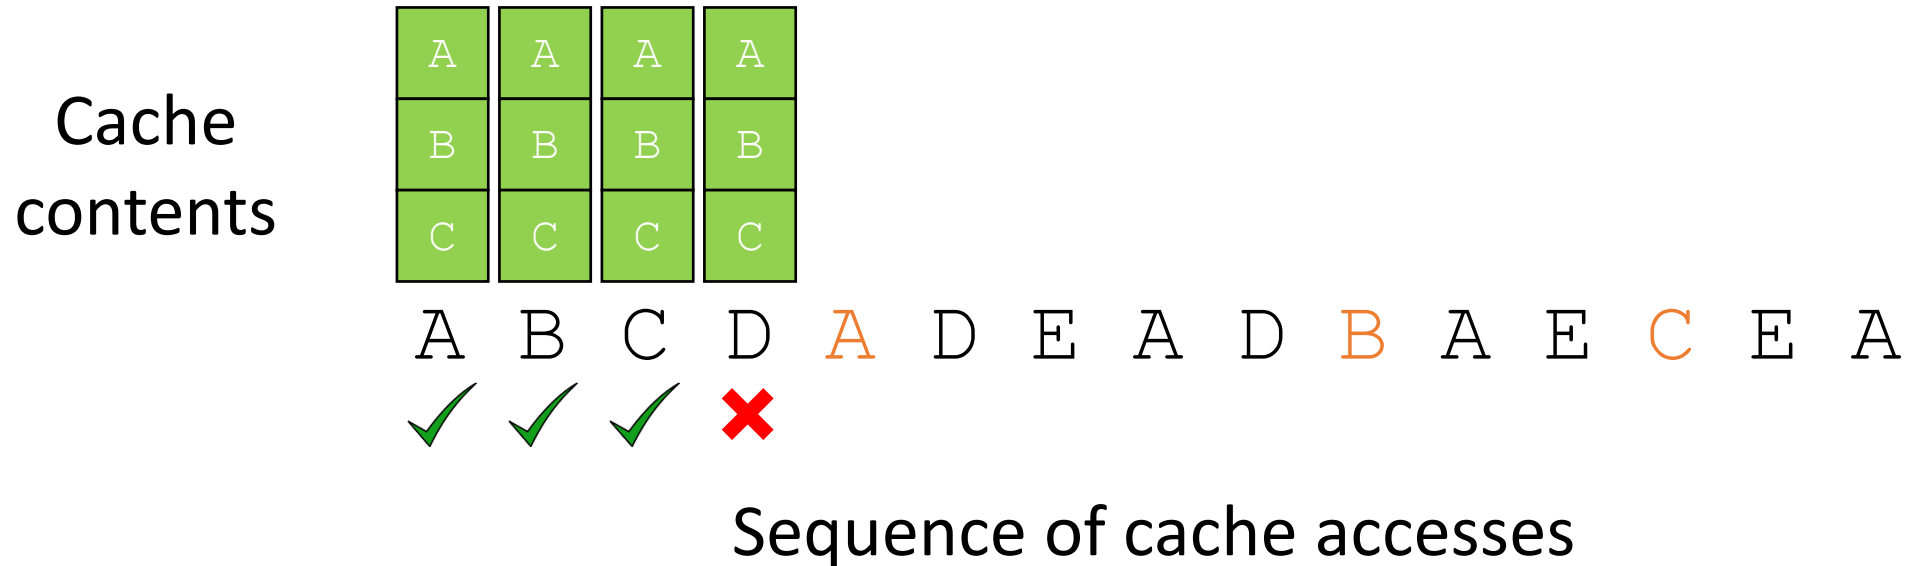 Cache
contents
A A A A
B B B B
C C C C
A B C D A D E A D B A E C E A
Sequence of cache accesses